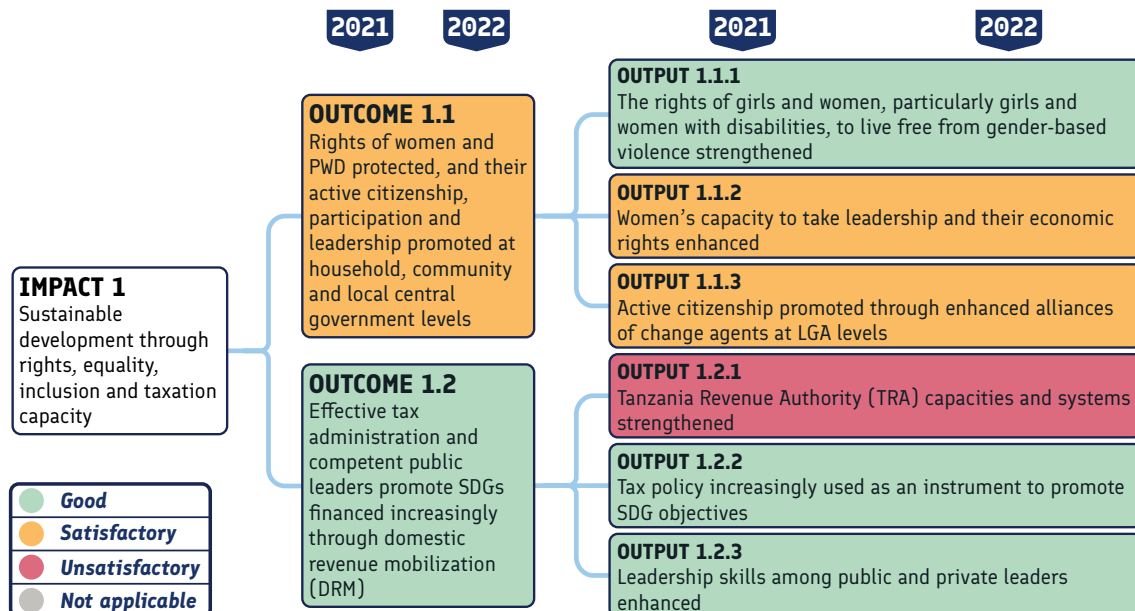 2021
2022
2021
2022
IMPACT 1
Sustainable
development through
rights, equality,
inclusion and taxation
capacity
OUTCOME 1.1
Rights of women and
PWD protected, and their
active citizenship,
participation and
leadership promoted at
household, community
and local central
government levels
OUTCOME 1.2
Effective tax
administration and
competent public
leaders promote SDGs
financed increasingly
through domestic
revenue mobilization
(DRM)
OUTPUT 1.1.1
The rights of girls and women, particularly girls and
women with disabilities, to live free from gender-based
violence strengthened
OUTPUT 1.1.2
Women’s capacity to take leadership and their economic
rights enhanced
OUTPUT 1.1.3
Active citizenship promoted through enhanced alliances
of change agents at LGA levels
OUTPUT 1.2.1
Tanzania Revenue Authority (TRA) capacities and systems
strengthened
OUTPUT 1.2.2
Tax policy increasingly used as an instrument to promote
SDG objectives
OUTPUT 1.2.3
Leadership skills among public and private leaders
enhanced
Good
Satisfactory
Unsatisfactory
Not applicable